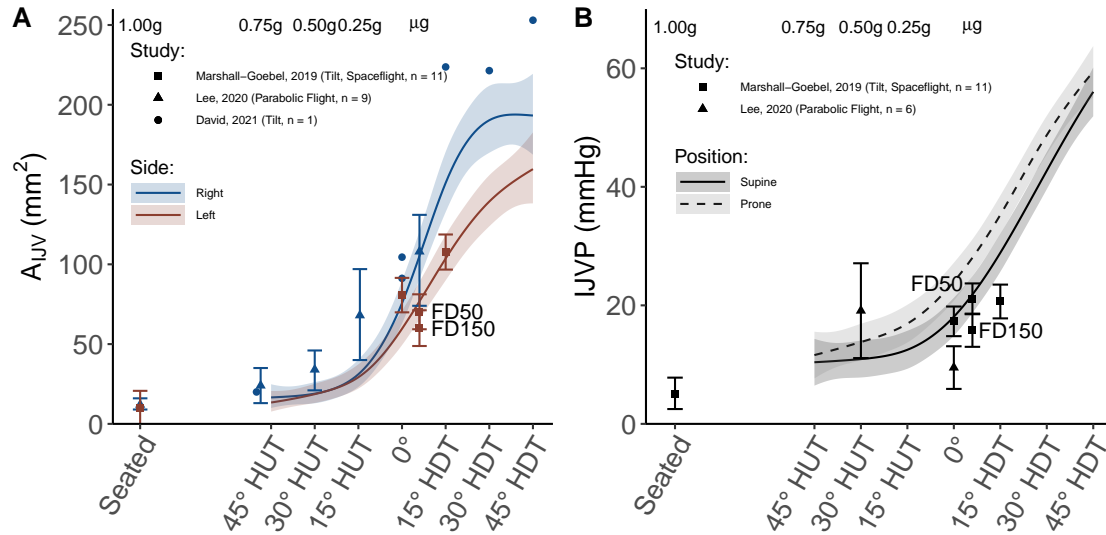 A
1.00g 0.75g 0.50g 0.25g μg
Study:
Marshall−Goebel, 2019 (Tilt, Spaceflight, n = 11)
Lee, 2020 (Parabolic Flight, n = 9)
David, 2021 (Tilt, n = 1)
Side:
Right
Left
FD50
FD150
A_IJV (mm²)
250
200
150
100
50
0
Seated
45° HUT
30° HUT
15° HUT
0°
15° HDT
30° HDT
45° HDT
B
1.00g 0.75g 0.50g 0.25g μg
Study:
Marshall−Goebel, 2019 (Tilt, Spaceflight, n = 11)
Lee, 2020 (Parabolic Flight, n = 6)
Position:
Supine
Prone
FD50
FD150
IJVP (mmHg)
60
40
20
0
Seated
45° HUT
30° HUT
15° HUT
0°
15° HDT
30° HDT
45° HDT